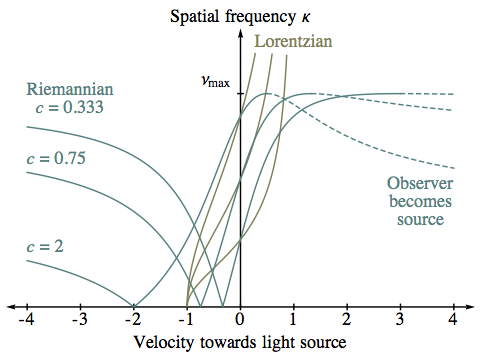 Spatial frequency κ
Lorentzian
ν max
Riemannian
c = 0.333
c = 0.75
c = 2
Observer
becomes
source
-4 -3 -2 -1 0 1 2 3 4
Velocity towards light source